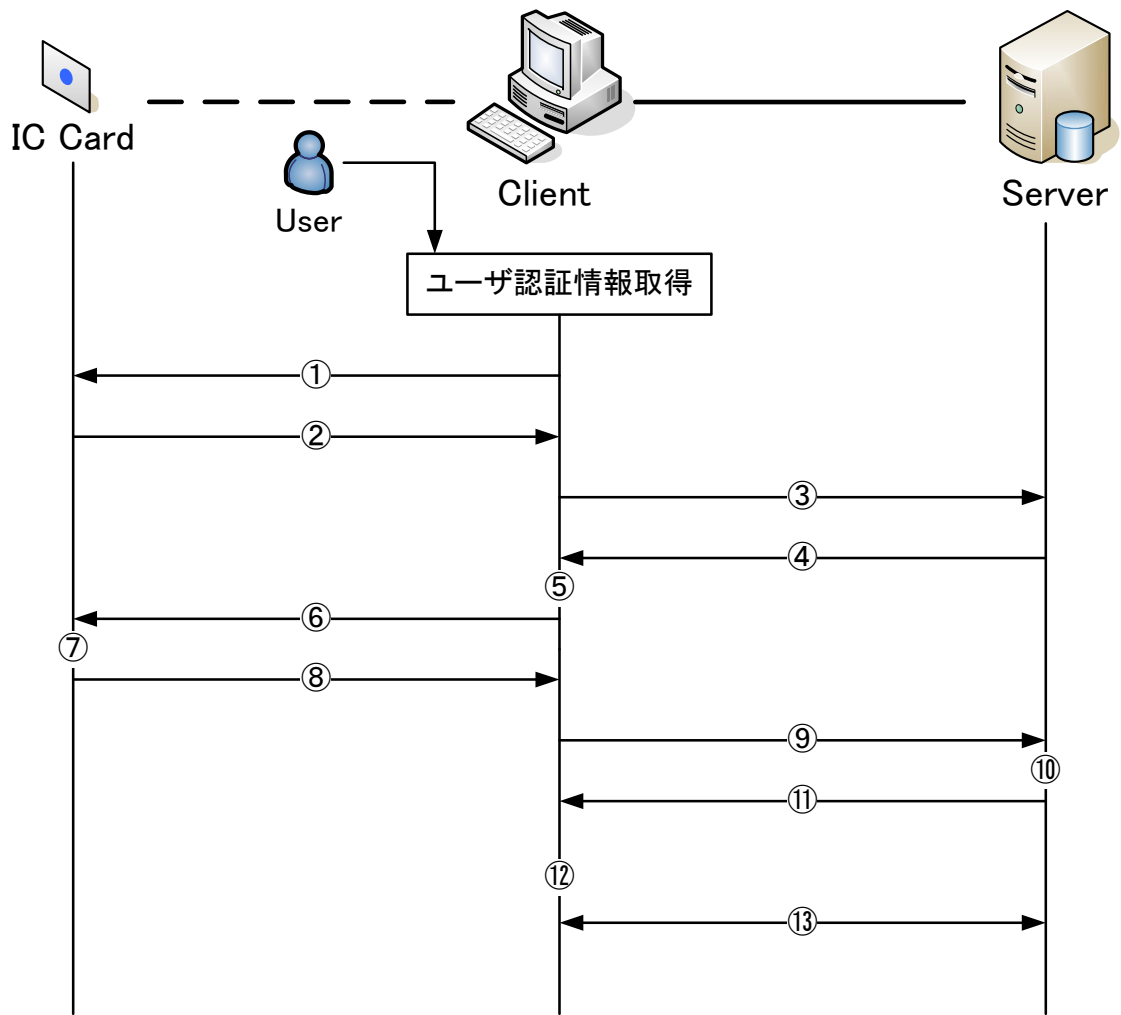 IC Card
User
Client
Server
ユーザ認証情報取得
①
②
③
④
⑤
⑥
⑦
⑧
⑨
⑩
⑪
⑫
⑬